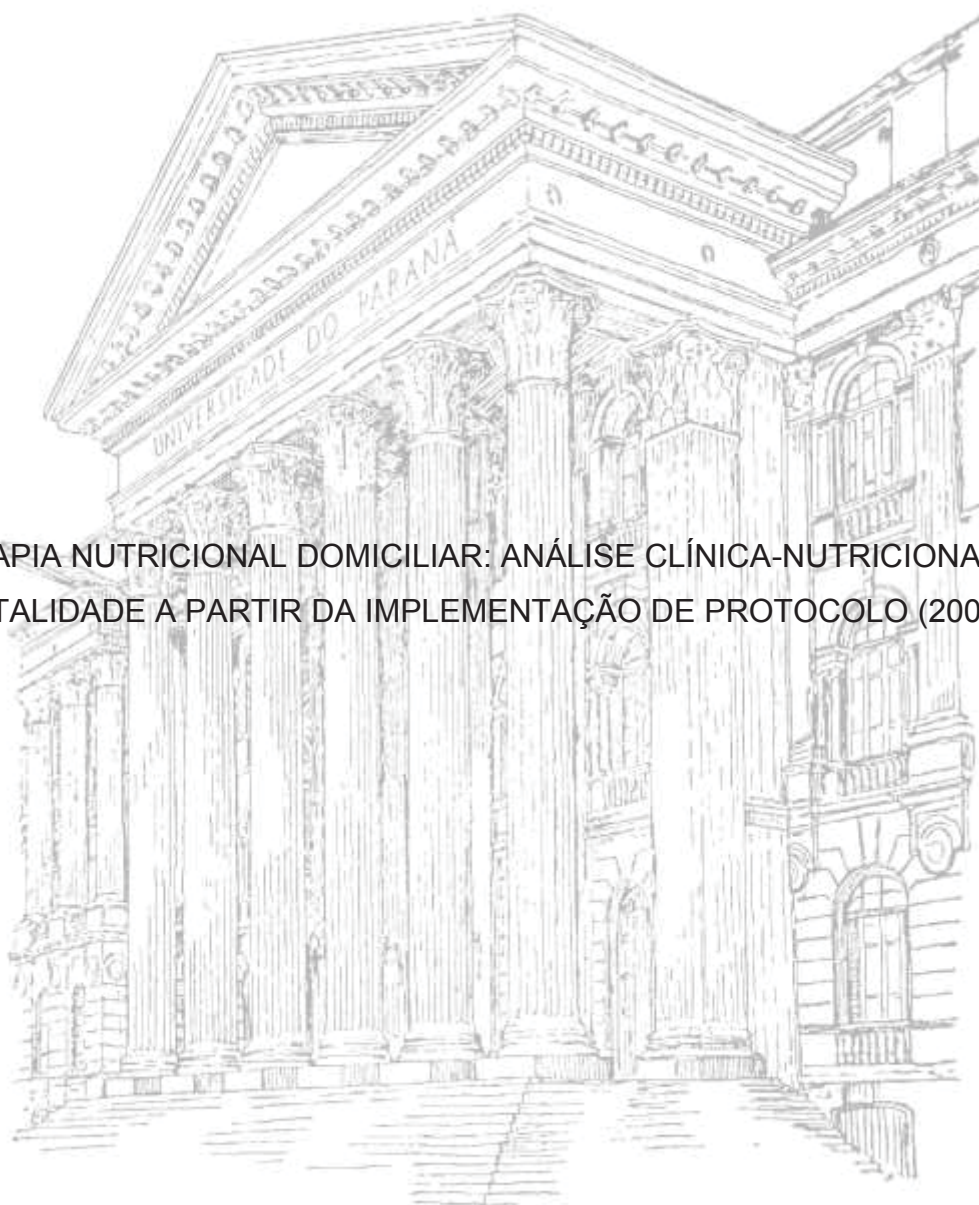 UNIVERSIDADE DO PARANÁ
APIA NUTRICIONAL DOMICILIAR: ANÁLISE CLÍNICA-NUTRICIONA
TALIDADE A PARTIR DA IMPLEMENTAÇÃO DE PROTOCOLO (200